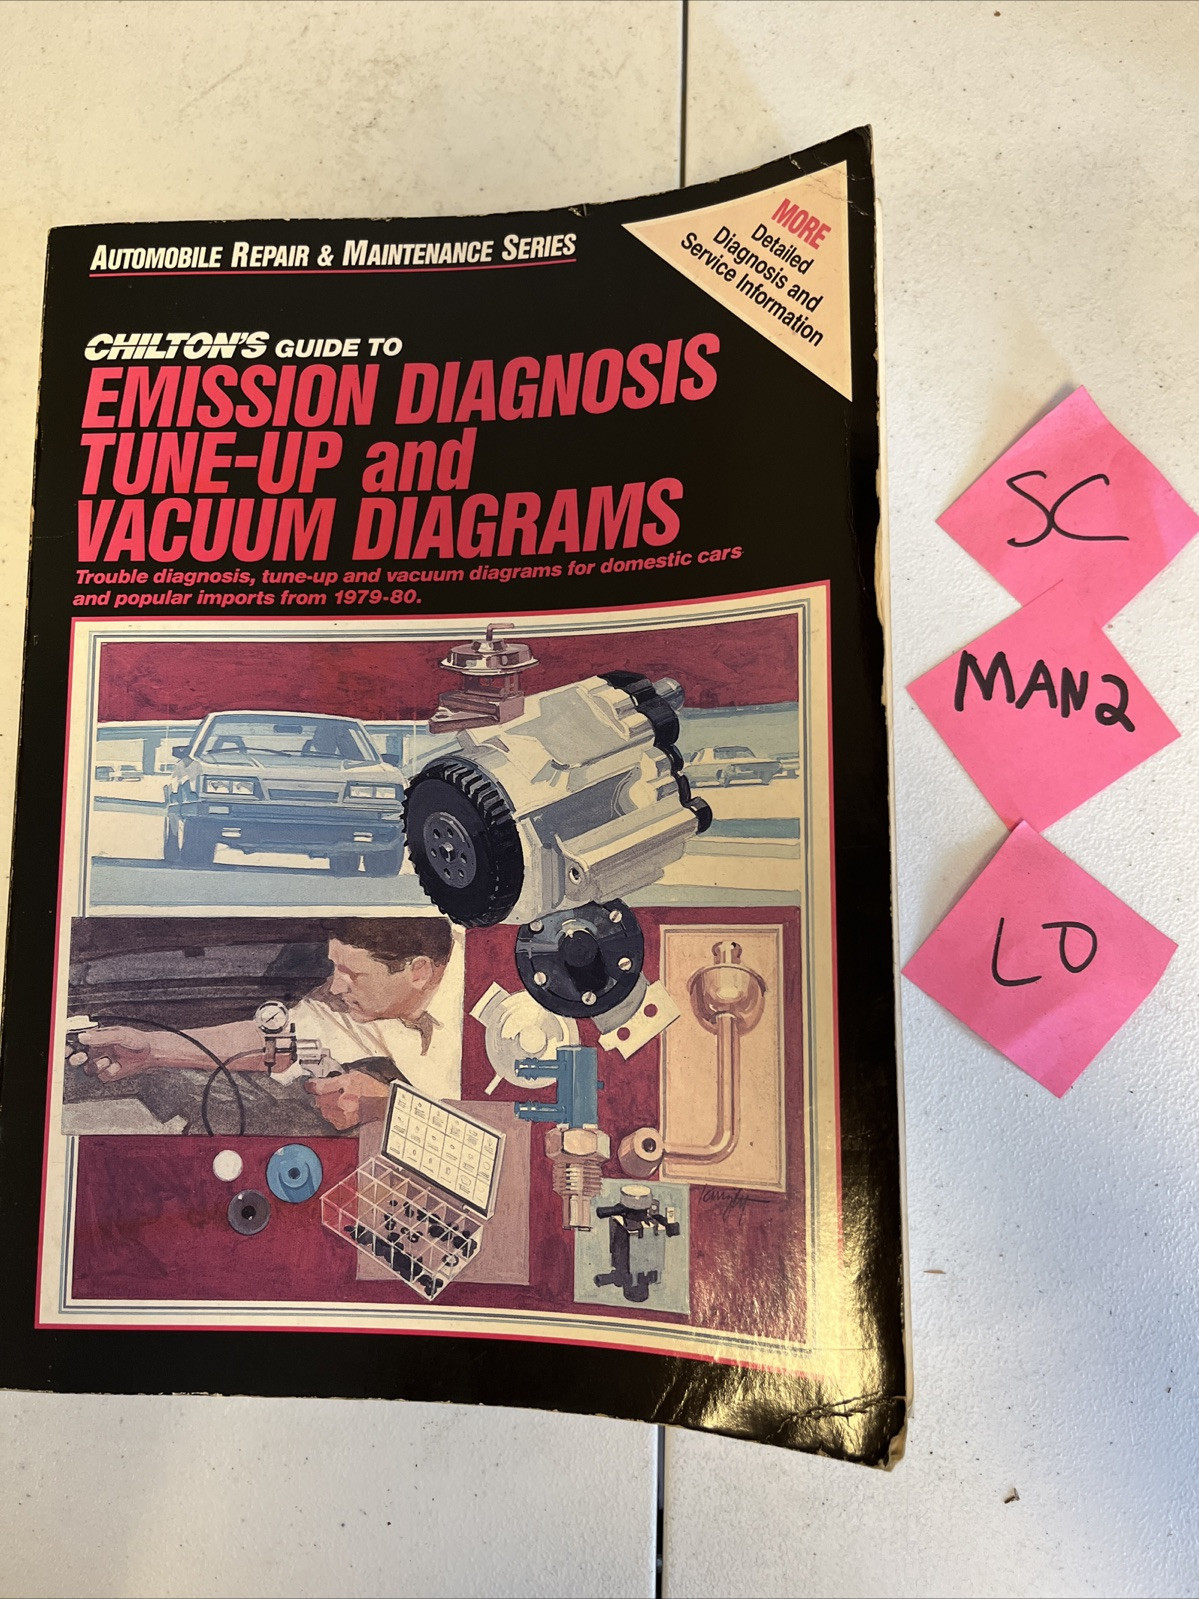 AUTOMOBILE REPAIR & MAINTENANCE SERIES
MORE
Detailed
Diagnosis and
Service Information
CHILTON'S GUIDE TO
EMISSION DIAGNOSIS
TUNE-UP and
VACUUM DIAGRAMS
Trouble diagnosis, tune-up and vacuum diagrams for domestic cars
and popular imports from 1979-80.
SC
MAN2
LO